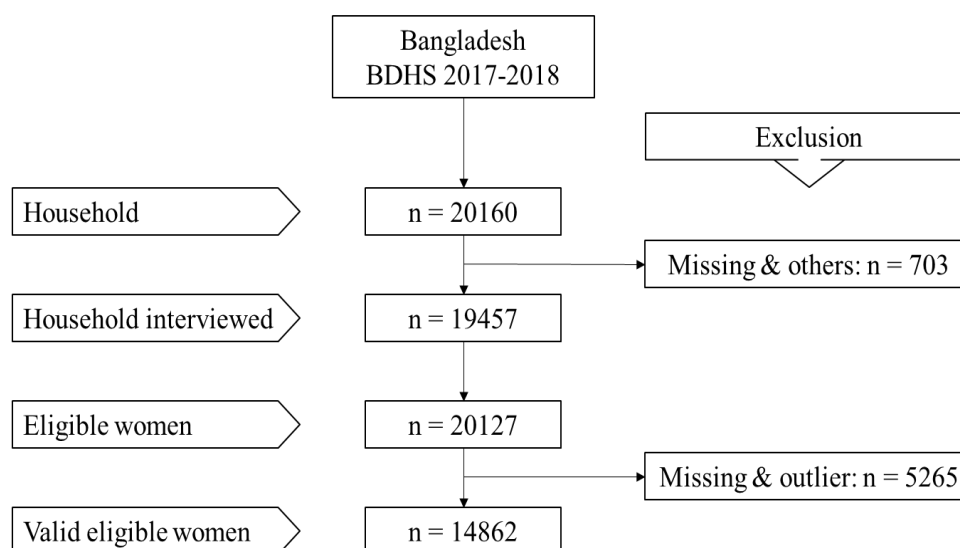 Bangladesh
BDHS 2017-2018
Exclusion
Household
n = 20160
Missing & others: n = 703
Household interviewed
n = 19457
Eligible women
n = 20127
Missing & outlier: n = 5265
Valid eligible women
n = 14862